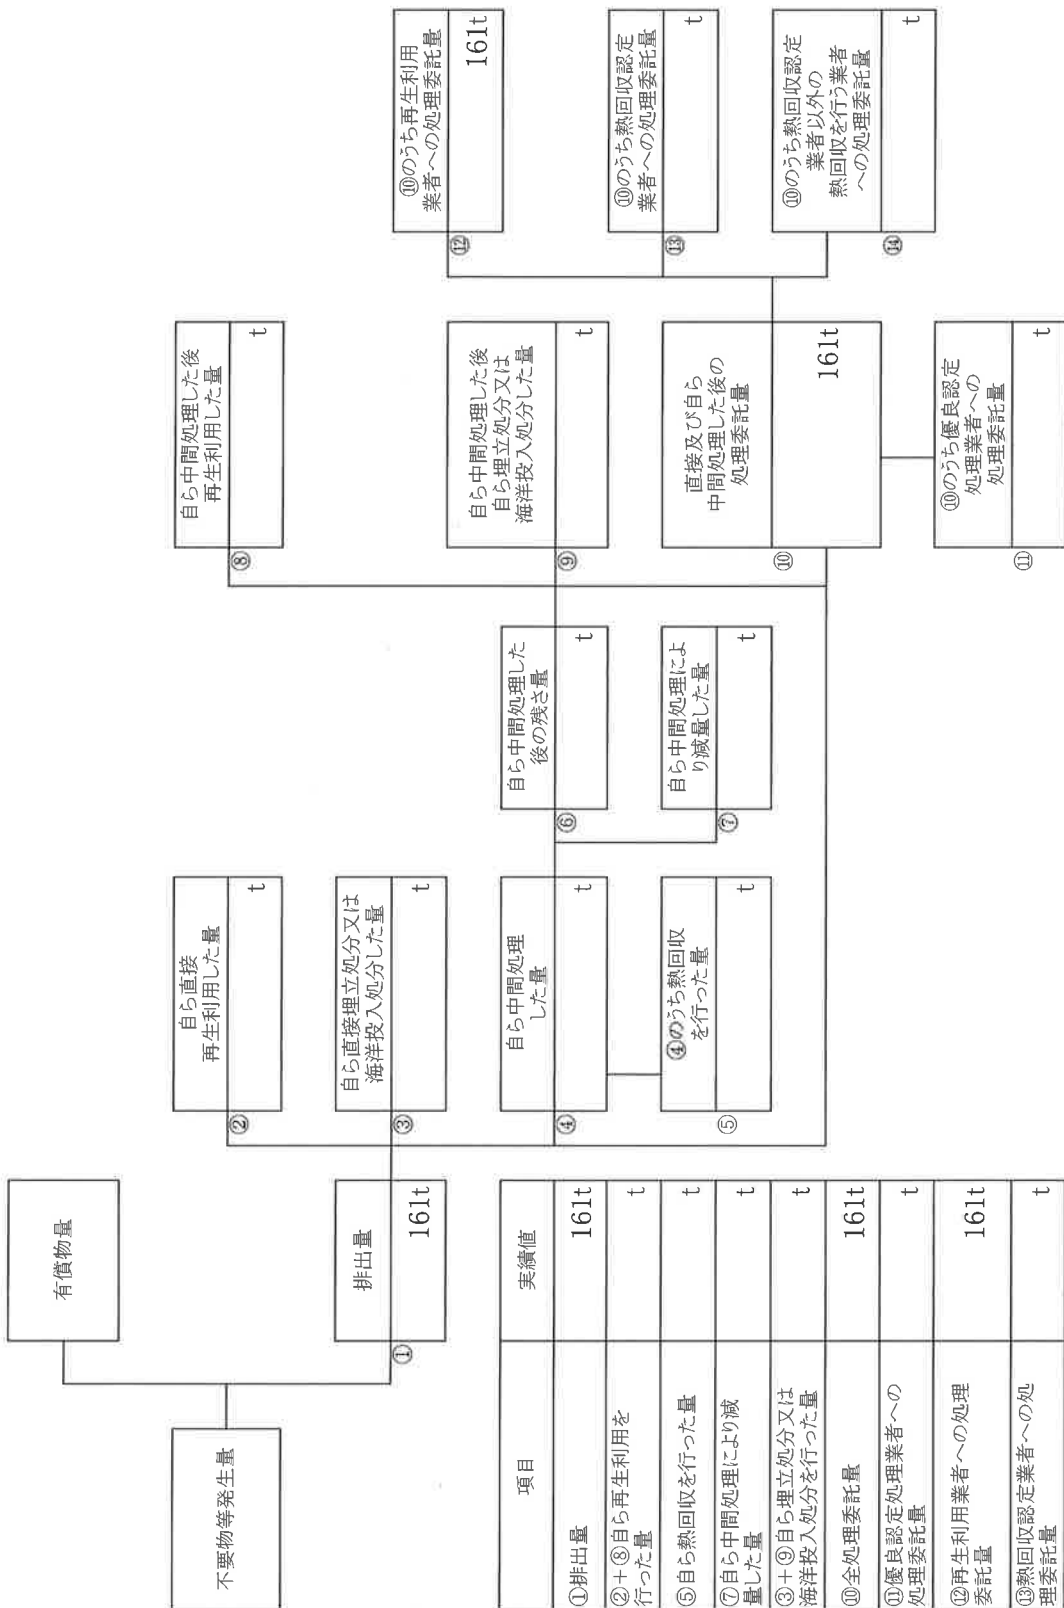 不要物等発生量
有償物量
①
排出量
161t
②
自ら直接
再生利用した量
t
③
自ら直接埋立処分又は
海洋投入処分した量
t
④
自ら中間処理
した量
t
⑤
④のうち熱回収
を行った量
t
⑥
自ら中間処理した
後の残さ量
t
⑦
自ら中間処理によ
り減量した量
t
⑧
自ら中間処理した後
再生利用した量
t
⑨
自ら中間処理した後
自ら埋立処分又は
海洋投入処分した量
t
⑩
直接及び自ら
中間処理した後の
処理委託量
161t
⑪
⑩のうち優良認定
処理業者への
処理委託量
t
⑫
⑩のうち再生利用
業者への処理委託量
161t
⑬
⑩のうち熱回収認定
業者への処理委託量
t
⑭
⑩のうち熱回収認定
業者以外の
熱回収を行う業者
への処理委託量
t
項目 実績値
①排出量 161t
②+⑧自ら再生利用を
行った量 t
⑤自ら熱回収を行った量 t
⑦自ら中間処理により減
量した量 t
③+⑨自ら埋立処分又は
海洋投入処分を行った量 t
⑩全処理委託量 161t
⑪優良認定処理業者への
処理委託量 t
⑫再生利用業者への処理
委託量 161t
⑬熱回収認定業者への処
理委託量 t